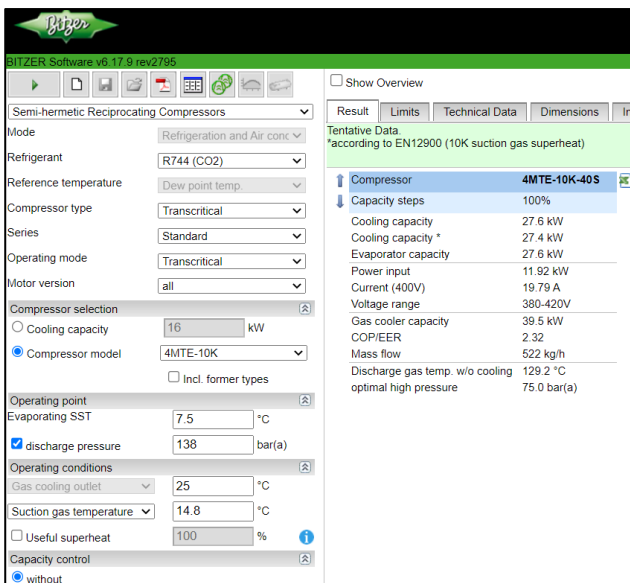 Bitzer
BITZER Software v6.17.9 rev2795
Semi-hermetic Reciprocating Compressors
Mode Refrigeration and Air conc
Refrigerant R744 (CO2)
Reference temperature Dew point temp.
Compressor type Transcritical
Series Standard
Operating mode Transcritical
Motor version all
Compressor selection
Cooling capacity 16 kW
Compressor model 4MTE-10K
Incl. former types
Operating point
Evaporating SST 7.5 °C
discharge pressure 138 bar(a)
Operating conditions
Gas cooling outlet 25 °C
Suction gas temperature 14.8 °C
Useful superheat 100 %
Capacity control
without
Show Overview
Result Limits Technical Data Dimensions
Tentative Data.
*according to EN12900 (10K suction gas superheat)
Compressor 4MTE-10K-40S
Capacity steps 100%
Cooling capacity 27.6 kW
Cooling capacity * 27.4 kW
Evaporator capacity 27.6 kW
Power input 11.92 kW
Current (400V) 19.79 A
Voltage range 380-420V
Gas cooler capacity 39.5 kW
COP/EER 2.32
Mass flow 522 kg/h
Discharge gas temp. w/o cooling 129.2 °C
optimal high pressure 75.0 bar(a)